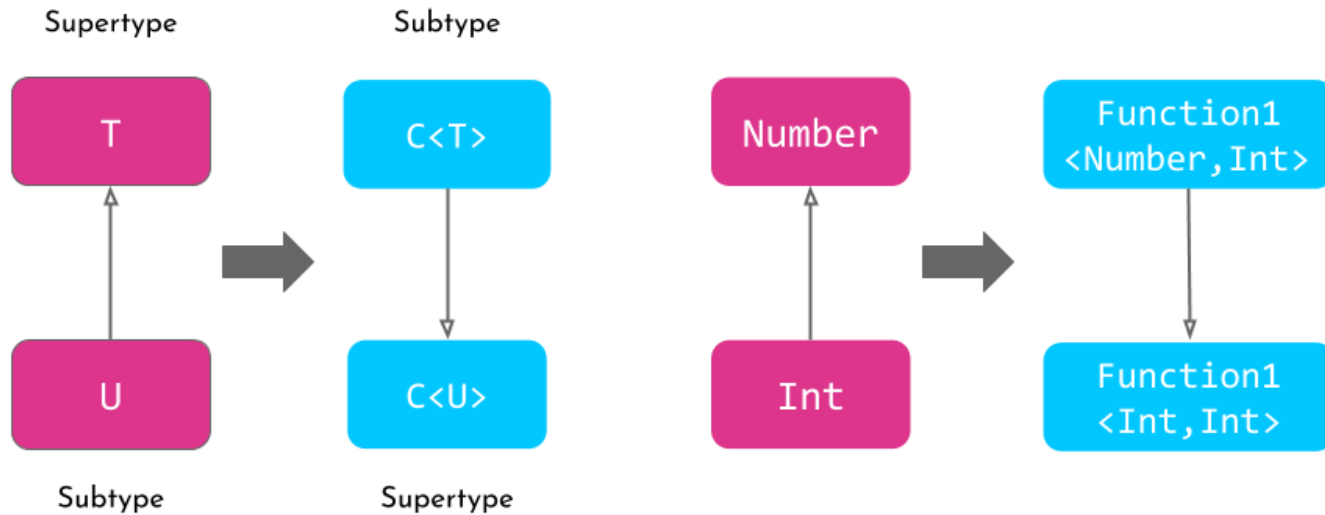 Supertype
Subtype
T
C<T>
Number
Function1
<Number,Int>
U
C<U>
Int
Function1
<Int,Int>
Subtype
Supertype